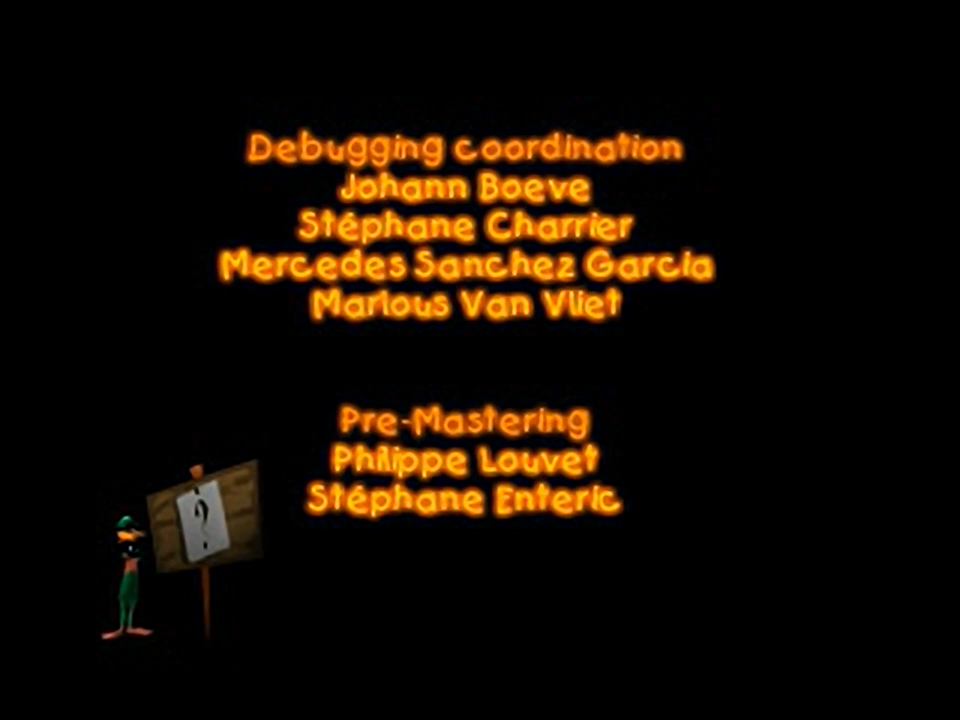 Debugging coordination
Johann Boeve
Stéphane Charrier
Mercedes Sanchez Garcia
Marlous Van Vliet
Pre-Mastering
Philippe Louvet
Stéphane Enteric
?